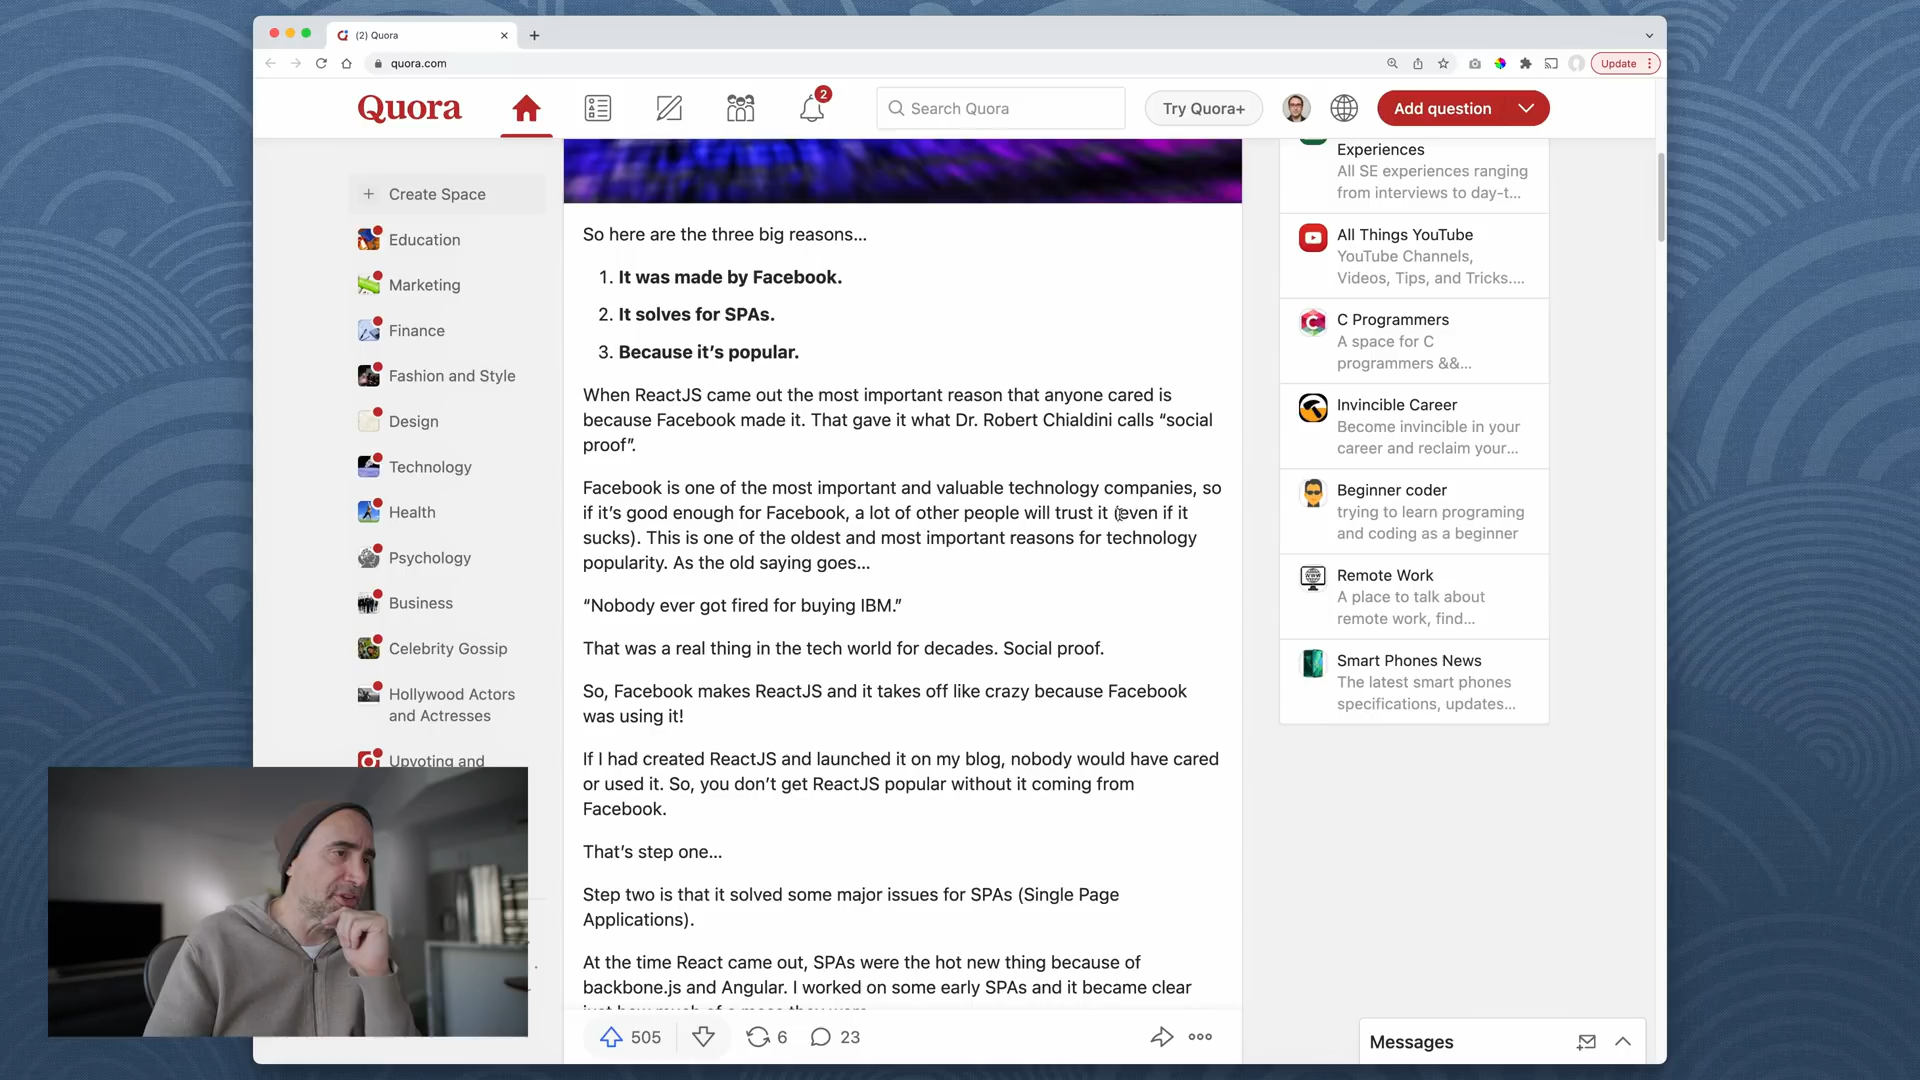 (2) Quora
quora.com
Update
Quora
2
Search Quora
Try Quora+
Add question
Create Space
Education
Marketing
Finance
Fashion and Style
Design
Technology
Health
Psychology
Business
Celebrity Gossip
Hollywood Actors
and Actresses
Upvoting and
So here are the three big reasons...
1. It was made by Facebook.
2. It solves for SPAs.
3. Because it's popular.
When ReactJS came out the most important reason that anyone cared is
because Facebook made it. That gave it what Dr. Robert Chialdini calls “social
proof”.
Facebook is one of the most important and valuable technology companies, so
if it's good enough for Facebook, a lot of other people will trust it (even if it
sucks). This is one of the oldest and most important reasons for technology
popularity. As the old saying goes...
“Nobody ever got fired for buying IBM.”
That was a real thing in the tech world for decades. Social proof.
So, Facebook makes ReactJS and it takes off like crazy because Facebook
was using it!
If I had created ReactJS and launched it on my blog, nobody would have cared
or used it. So, you don't get ReactJS popular without it coming from
Facebook.
That's step one...
Step two is that it solved some major issues for SPAs (Single Page
Applications).
At the time React came out, SPAs were the hot new thing because of
backbone.js and Angular. I worked on some early SPAs and it became clear
505
6
23
Experiences
All SE experiences ranging
from interviews to day-t...
All Things YouTube
YouTube Channels,
Videos, Tips, and Tricks....
C Programmers
A space for C
programmers &&...
Invincible Career
Become invincible in your
career and reclaim your...
Beginner coder
trying to learn programing
and coding as a beginner
Remote Work
A place to talk about
remote work, find...
Smart Phones News
The latest smart phones
specifications, updates...
Messages